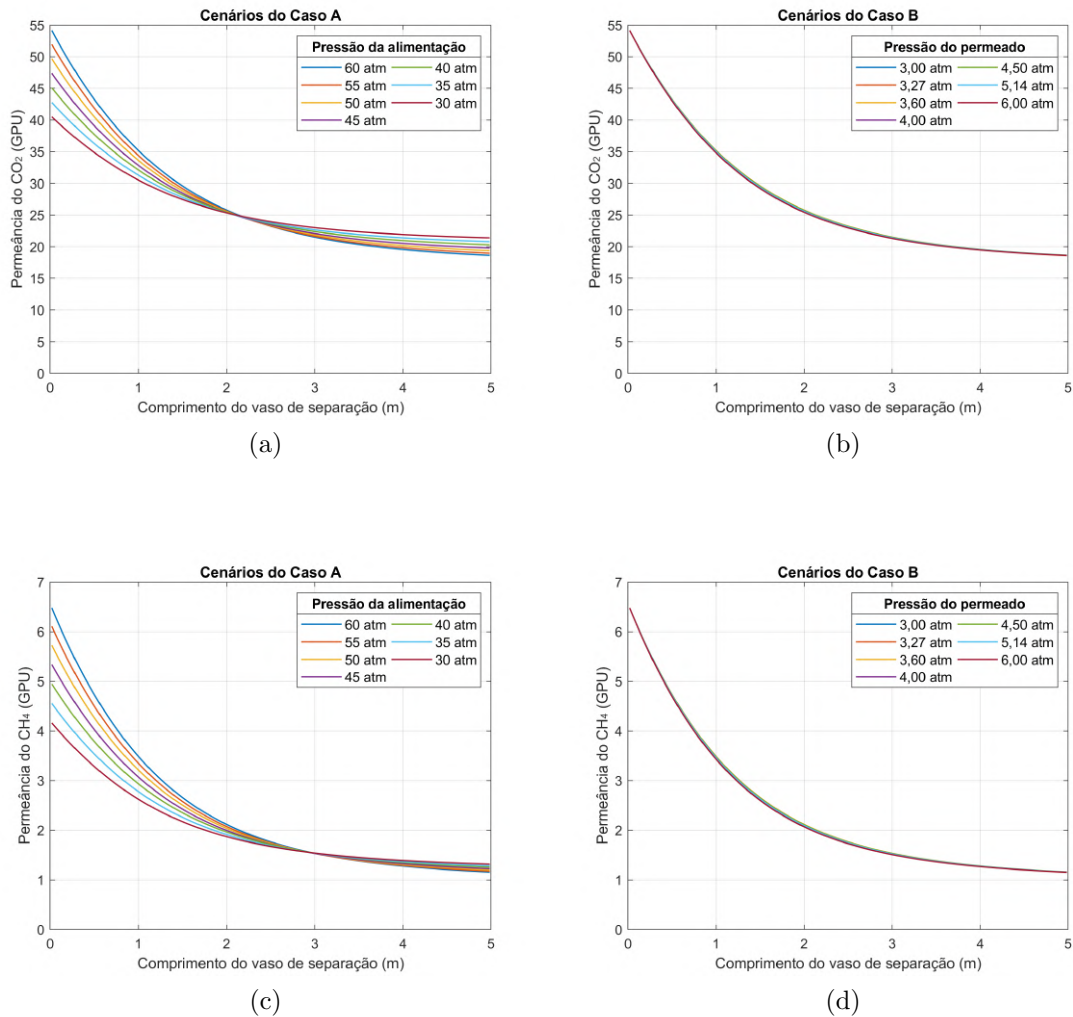 Cenários do Caso A
Permeância do CO₂ (GPU)
55
50
45
40
35
30
25
20
15
10
5
0
Pressão da alimentação
60 atm 40 atm
55 atm 35 atm
50 atm 30 atm
45 atm
0 1 2 3 4 5
Comprimento do vaso de separação (m)
(a)
Cenários do Caso B
Permeância do CO₂ (GPU)
55
50
45
40
35
30
25
20
15
10
5
0
Pressão do permeado
3,00 atm 4,50 atm
3,27 atm 5,14 atm
3,60 atm 6,00 atm
4,00 atm
0 1 2 3 4 5
Comprimento do vaso de separação (m)
(b)
Cenários do Caso A
Permeância do CH₄ (GPU)
7
6
5
4
3
2
1
0
Pressão da alimentação
60 atm 40 atm
55 atm 35 atm
50 atm 30 atm
45 atm
0 1 2 3 4 5
Comprimento do vaso de separação (m)
(c)
Cenários do Caso B
Permeância do CH₄ (GPU)
7
6
5
4
3
2
1
0
Pressão do permeado
3,00 atm 4,50 atm
3,27 atm 5,14 atm
3,60 atm 6,00 atm
4,00 atm
0 1 2 3 4 5
Comprimento do vaso de separação (m)
(d)